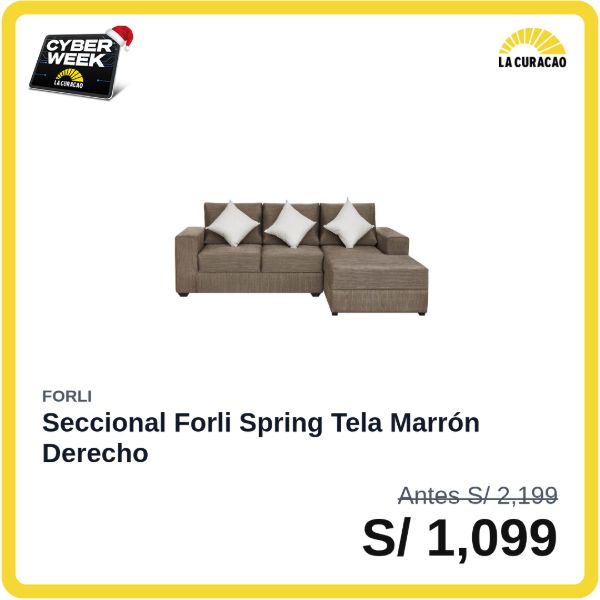 CYBER
WEEK
LA CURACAO
LA CURACAO
FORLI
Seccional Forli Spring Tela Marrón
Derecho
Antes S/ 2,199
S/ 1,099